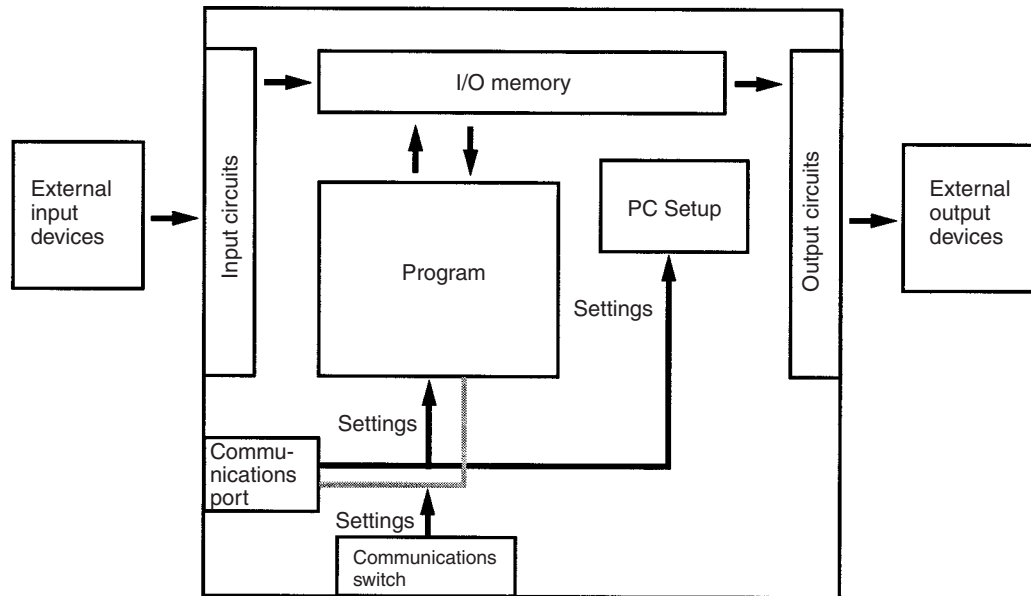 I/O memory
External
input
devices
Input circuits
Program
PC Setup
Output circuits
External
output
devices
Settings
Settings
Commu-
nications
port
Settings
Communications
switch